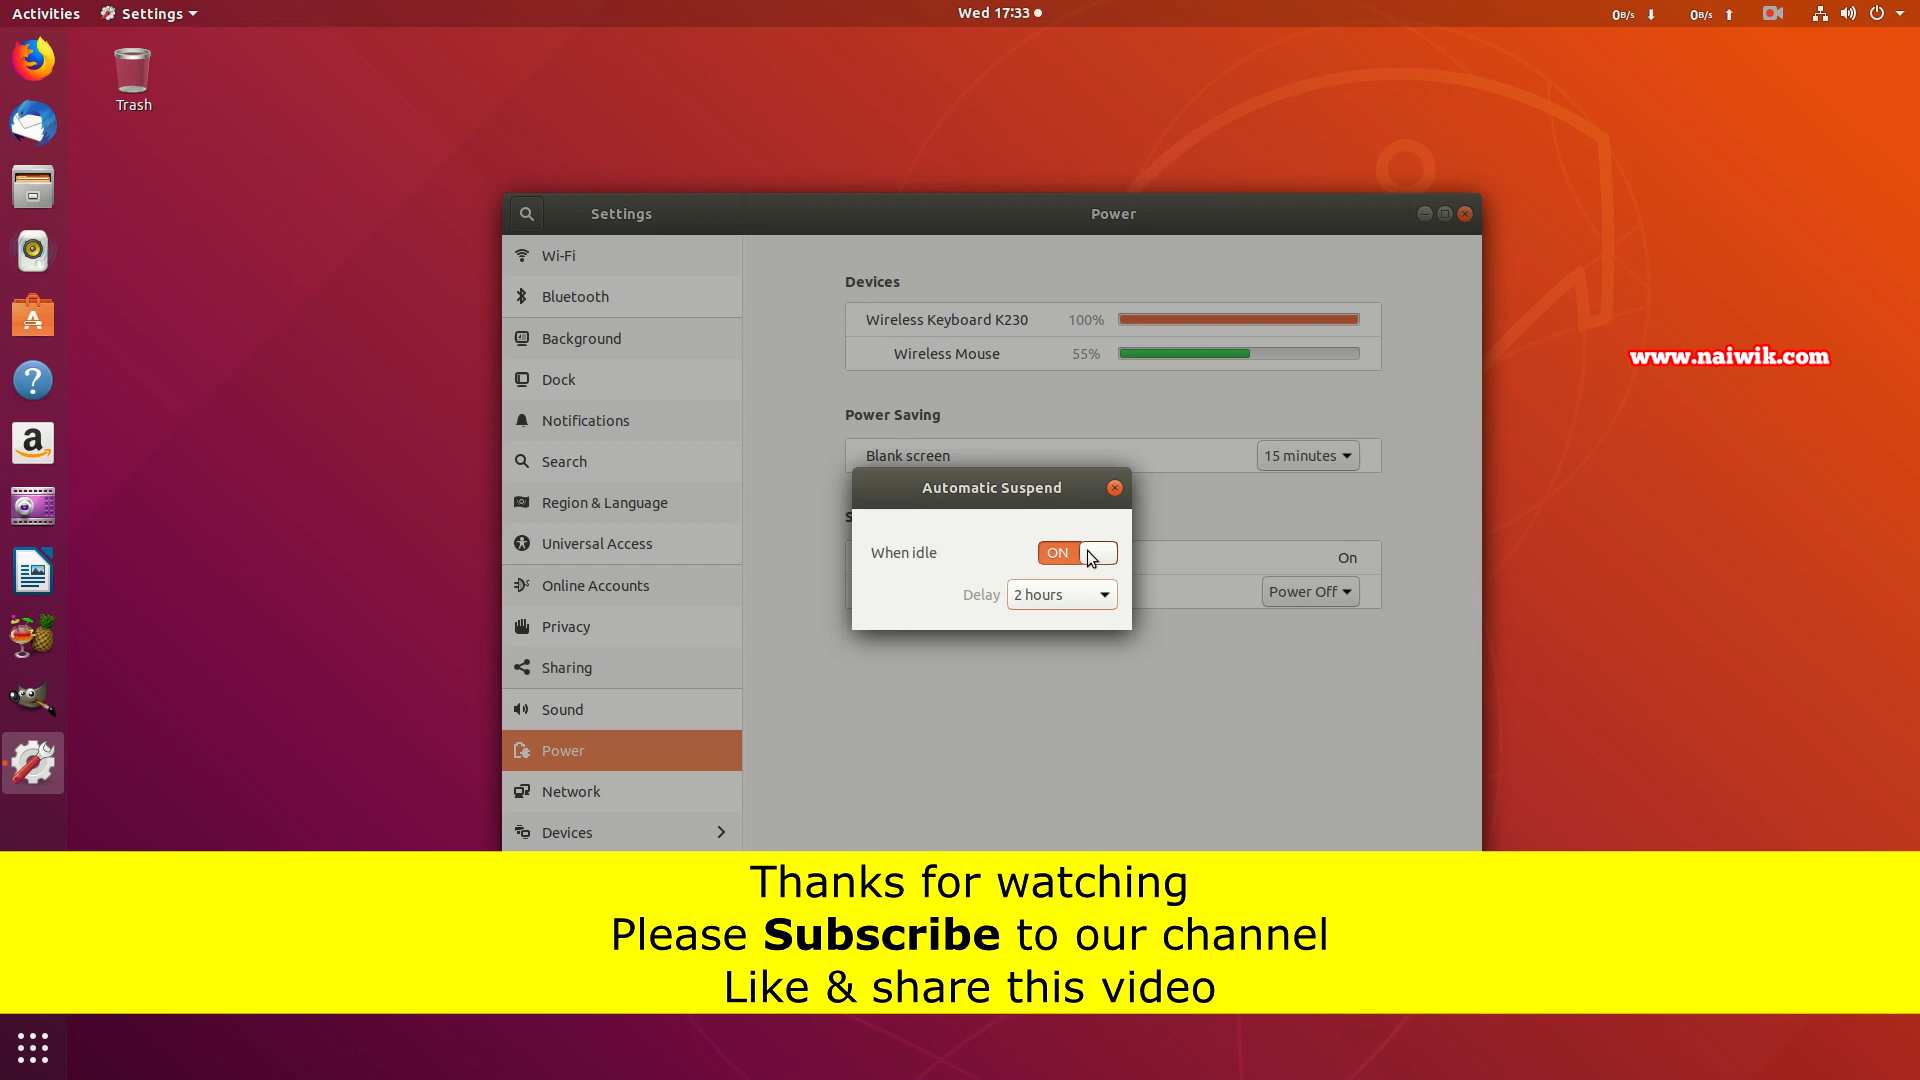 Activities Settings Wed 17:33 0B/s 0B/s
Trash
www.naiwik.com
Settings Power
Wi-Fi
Bluetooth
Background
Dock
Notifications
Search
Region & Language
Universal Access
Online Accounts
Privacy
Sharing
Sound
Power
Network
Devices
Devices
Wireless Keyboard K230 100%
Wireless Mouse 55%
Power Saving
Blank screen 15 minutes
On
Power Off
Automatic Suspend
When idle ON
Delay 2 hours
Thanks for watching
Please Subscribe to our channel
Like & share this video